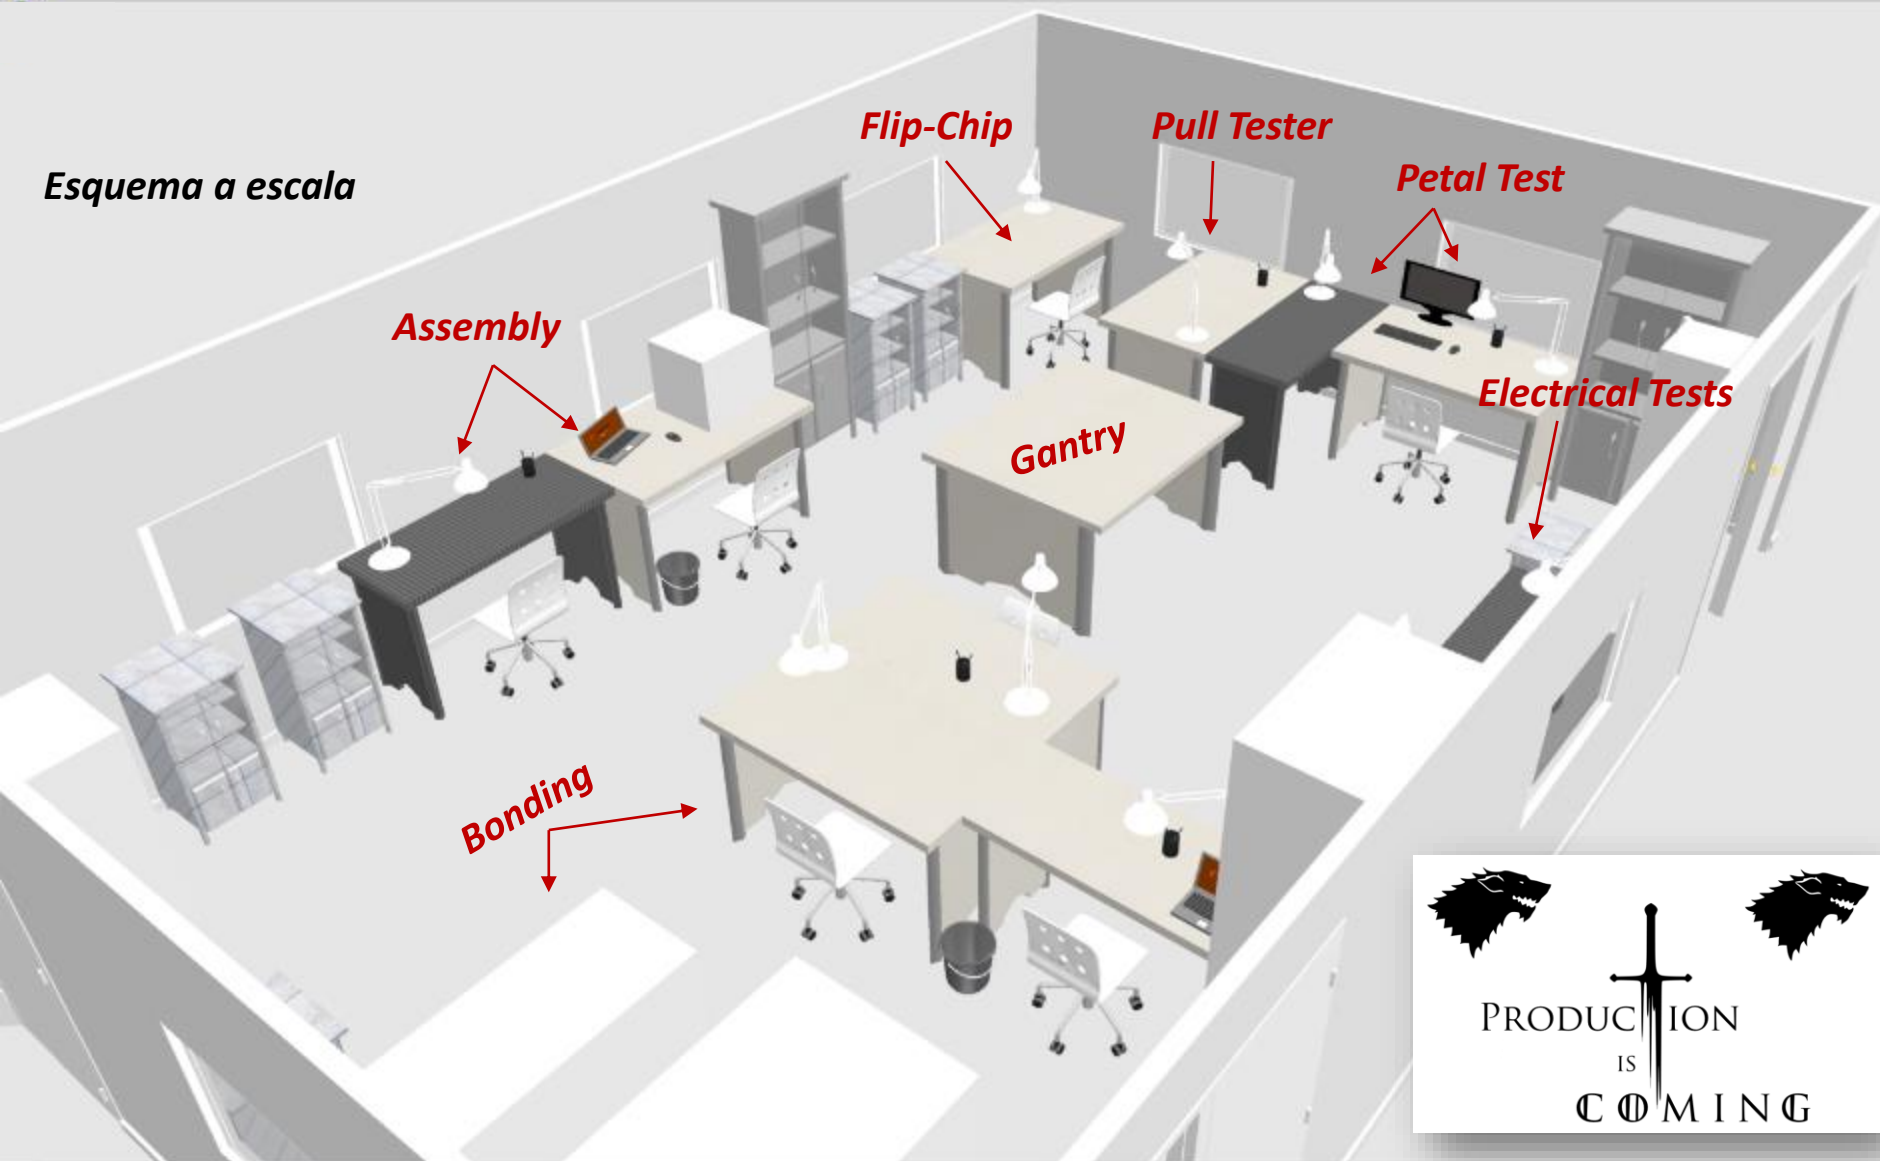 Flip-Chip
Pull Tester
Petal Test
Esquema a escala
Assembly
Electrical Tests
Gantry
Bonding
PRODUCTION
IS
COMING